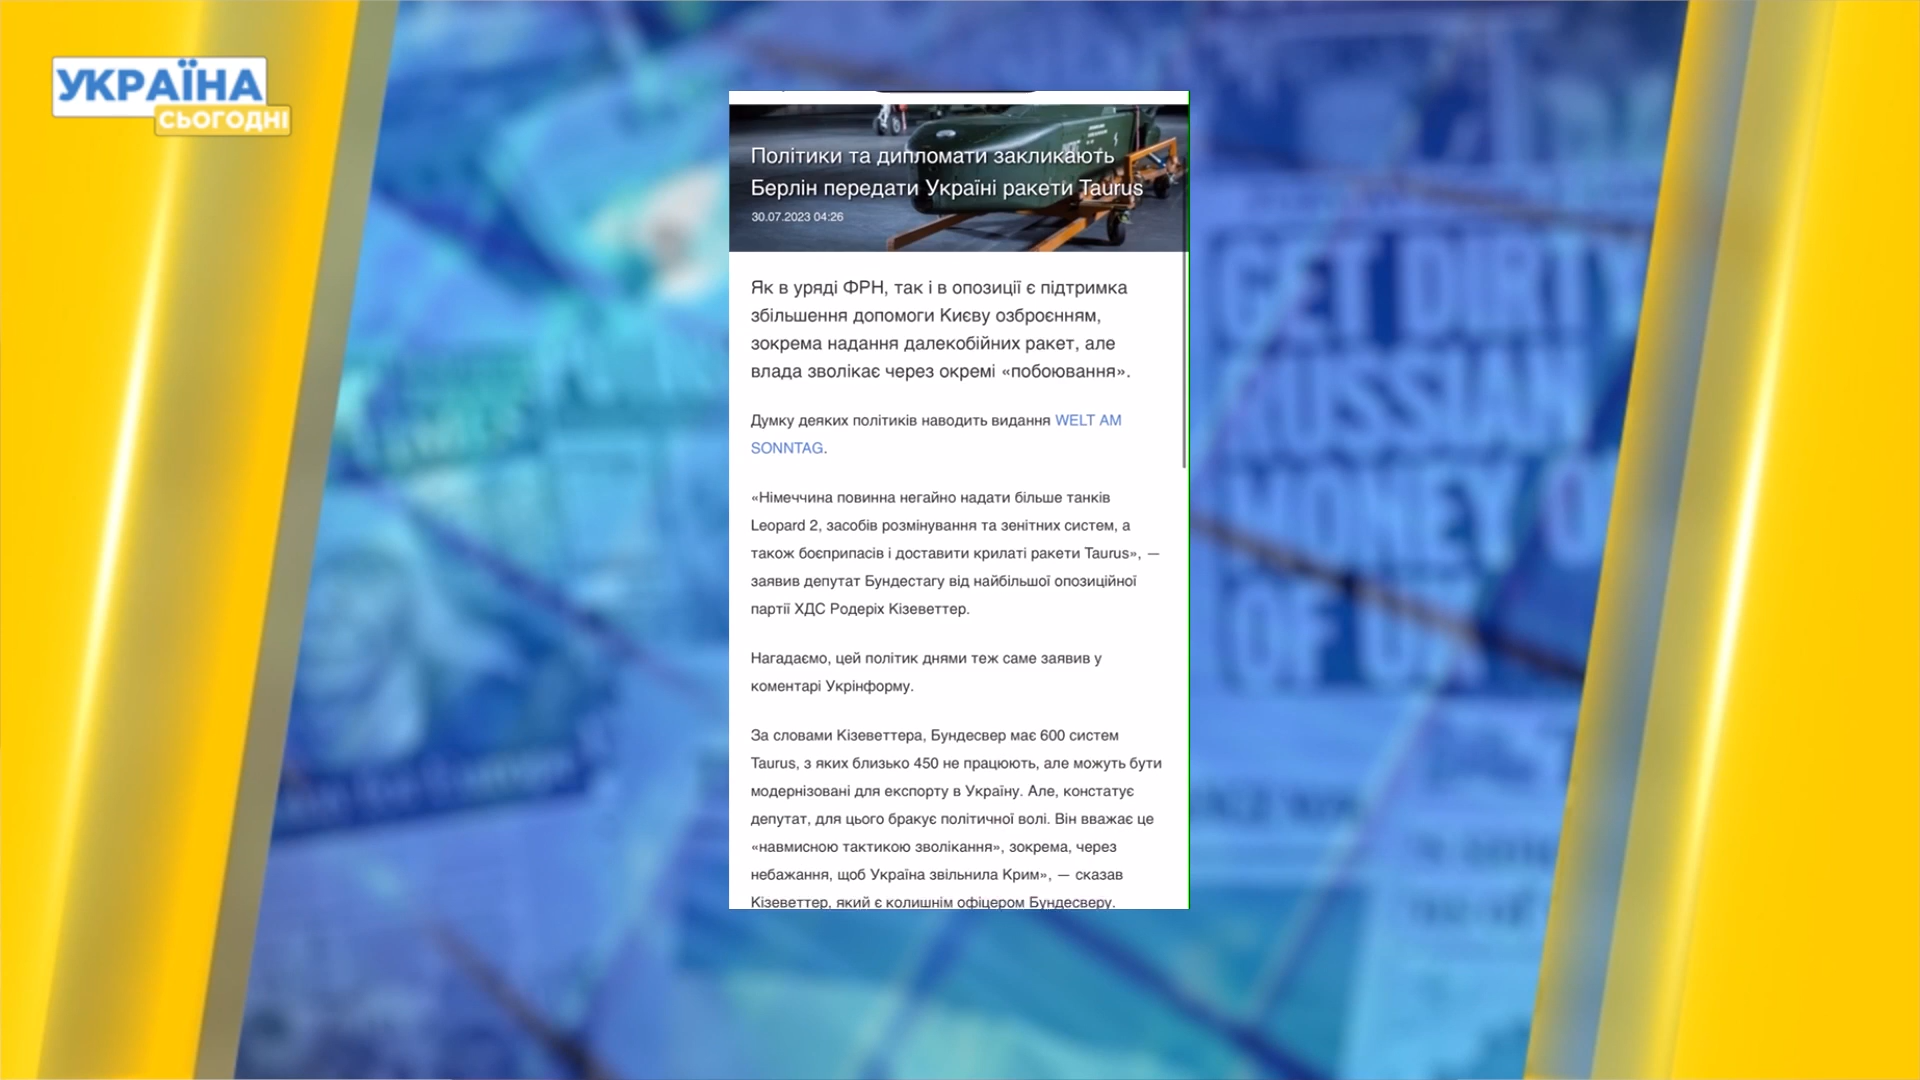 УКРАЇНА
СЬОГОДНІ
Політики та дипломати закликають
Берлін передати Україні ракети Taurus
30.07.2023 04:26
Як в уряді ФРН, так і в опозиції є підтримка
збільшення допомоги Києву озброєнням,
зокрема надання далекобійних ракет, але
влада зволікає через окремі «побоювання».
Думку деяких політиків наводить видання WELT AM
SONNTAG.
«Німеччина повинна негайно надати більше танків
Leopard 2, засобів розмінування та зенітних систем, а
також боєприпасів і доставити крилаті ракети Taurus», —
заявив депутат Бундестагу від найбільшої опозиційної
партії ХДС Родеріх Кізеветтер.
Нагадаємо, цей політик днями теж саме заявив у
коментарі Укрінформу.
За словами Кізеветтера, Бундесвер має 600 систем
Taurus, з яких близько 450 не працюють, але можуть бути
модернізовані для експорту в Україну. Але, констатує
депутат, для цього бракує політичної волі. Він вважає це
«навмисною тактикою зволікання», зокрема, через
небажання, щоб Україна звільнила Крим», — сказав
Кізеветтер, який є колишнім офіцером Бундесверу.
GET DIRTY
RUSSIAN
MONEY
OF UK